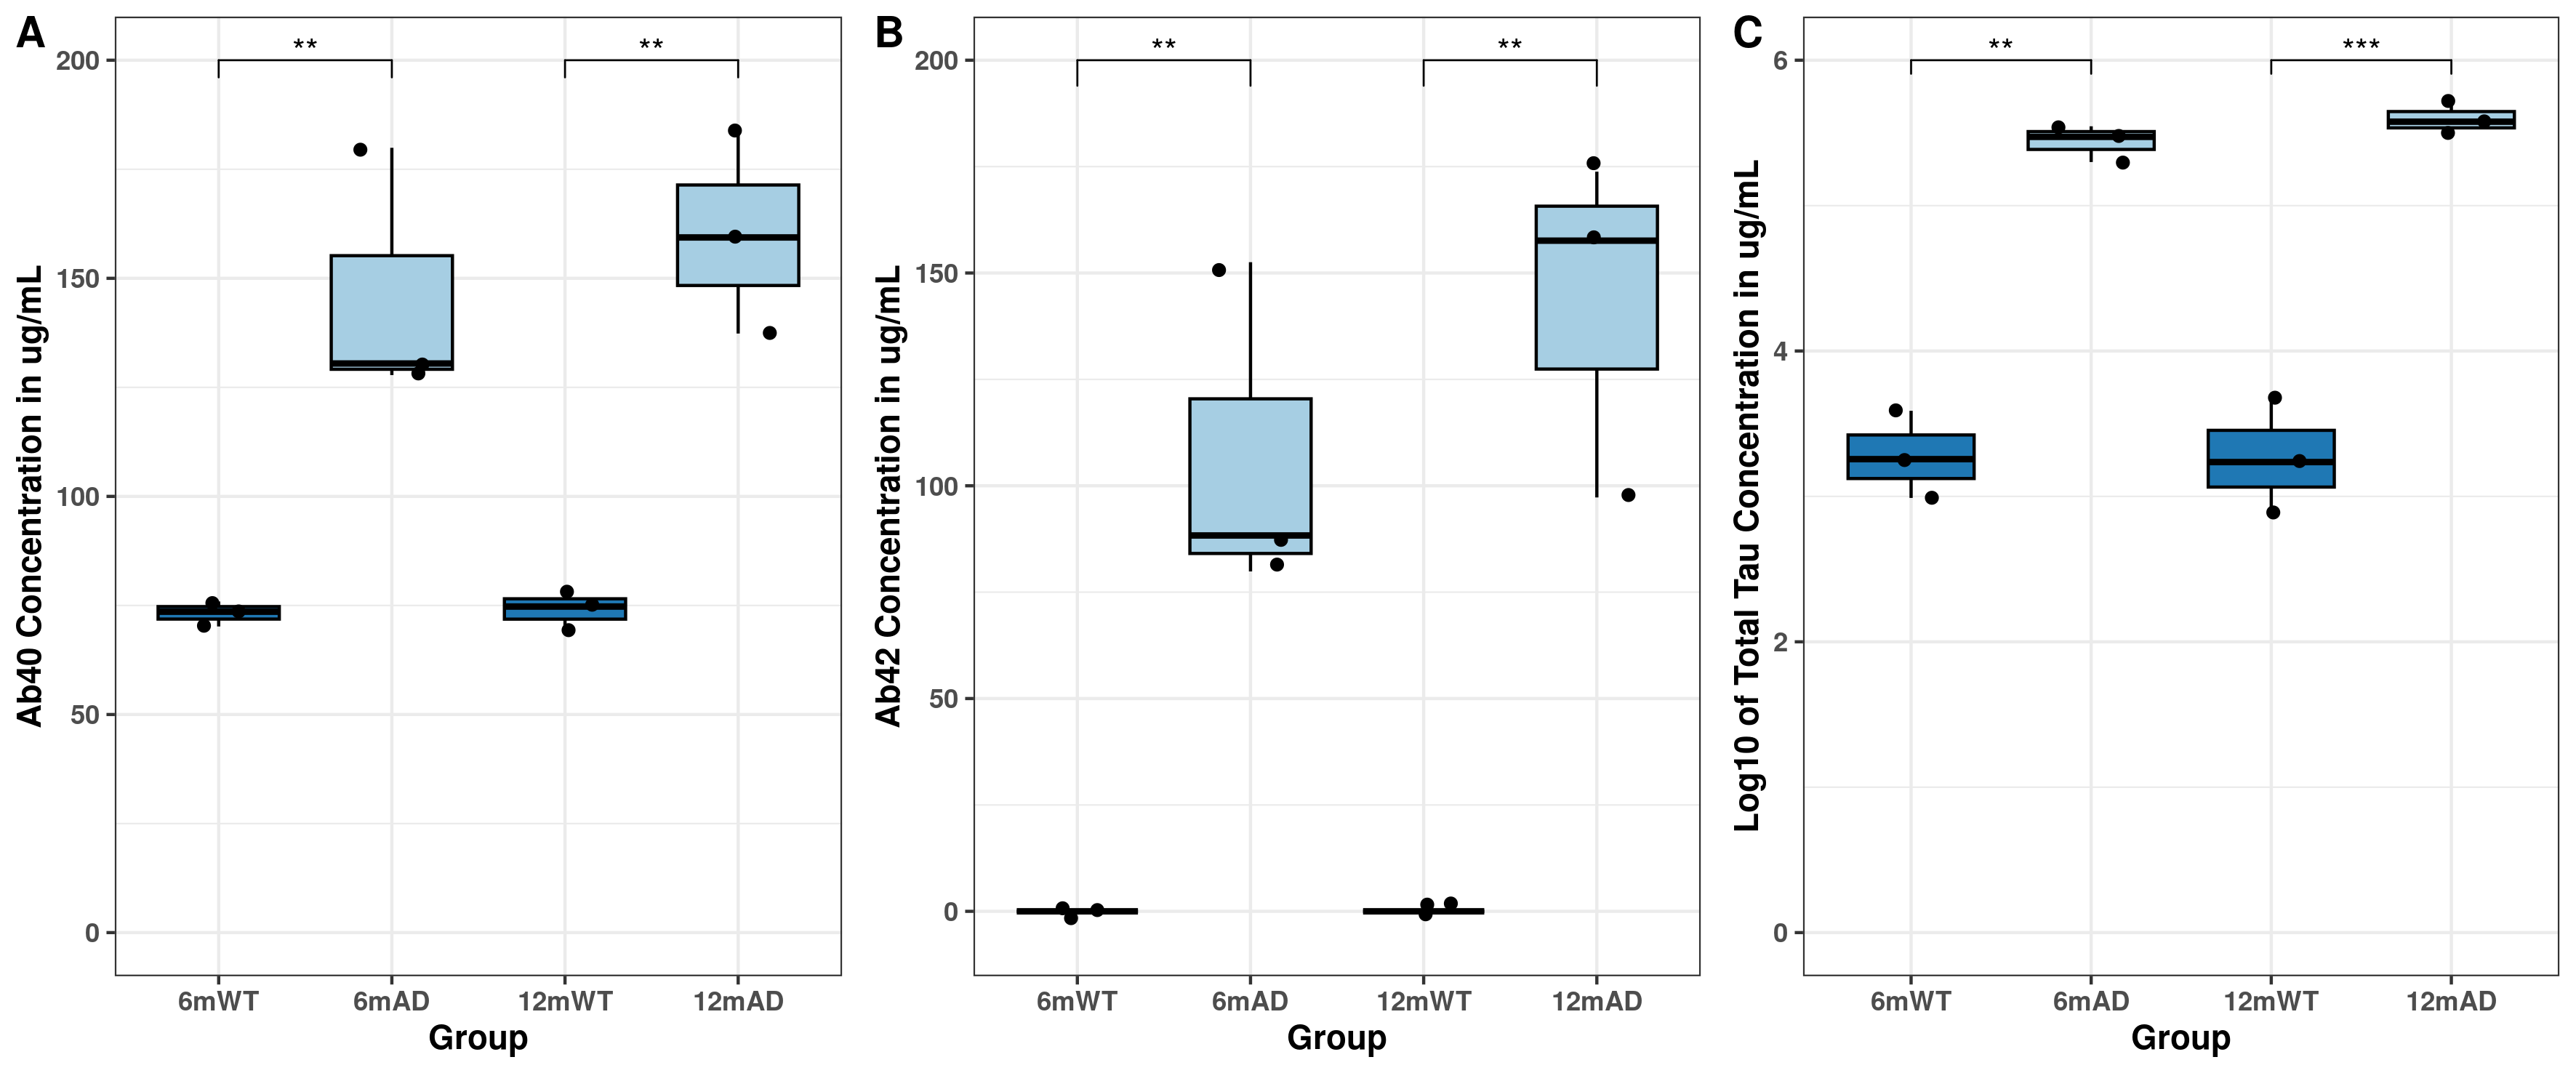 A
Ab40 Concentration in ug/mL
200
150
100
50
0
**
**
6mWT 6mAD 12mWT 12mAD
Group
B
Ab42 Concentration in ug/mL
200
150
100
50
0
**
**
6mWT 6mAD 12mWT 12mAD
Group
C
Log10 of Total Tau Concentration in ug/mL
6
4
2
0
**
***
6mWT 6mAD 12mWT 12mAD
Group